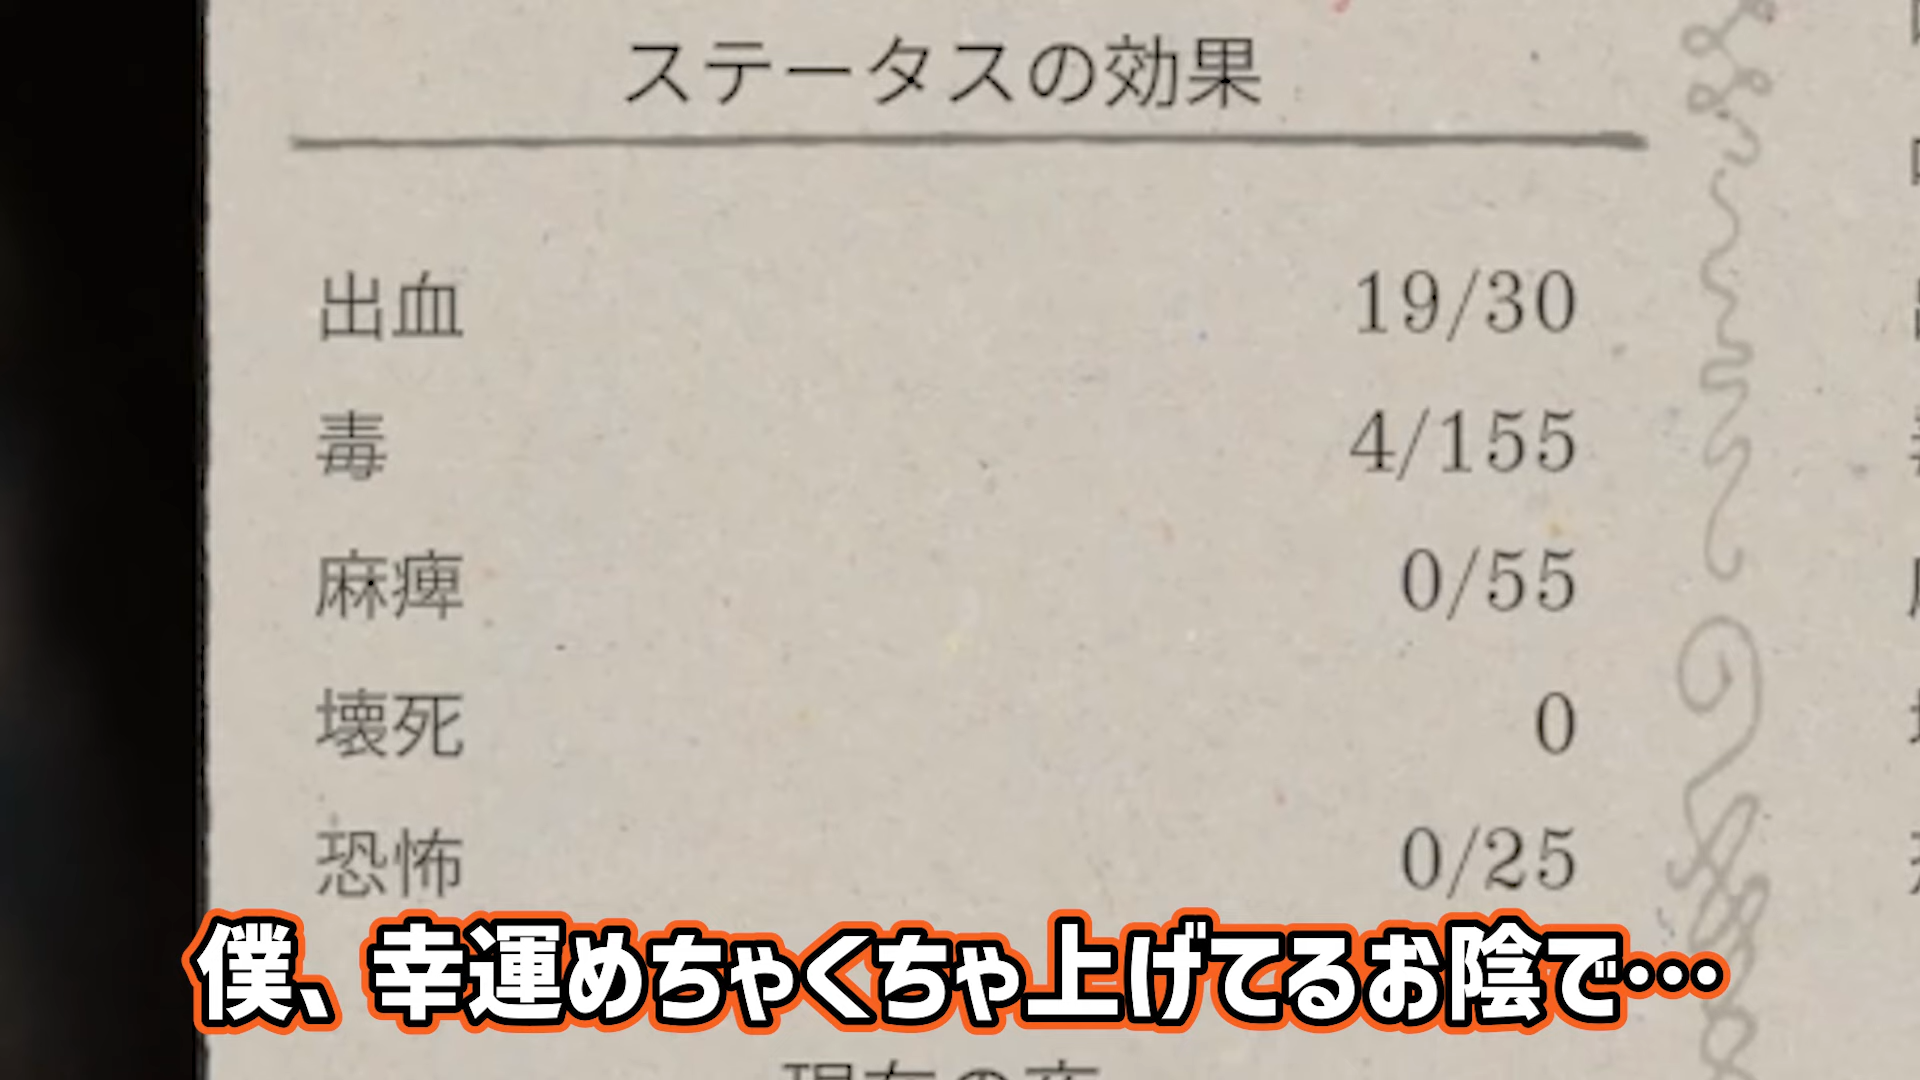 ステータスの効果
出血 19/30
毒 4/155
麻痺 0/55
壊死 0
恐怖 0/25
僕、幸運めちゃくちゃ上げてるお陰で…